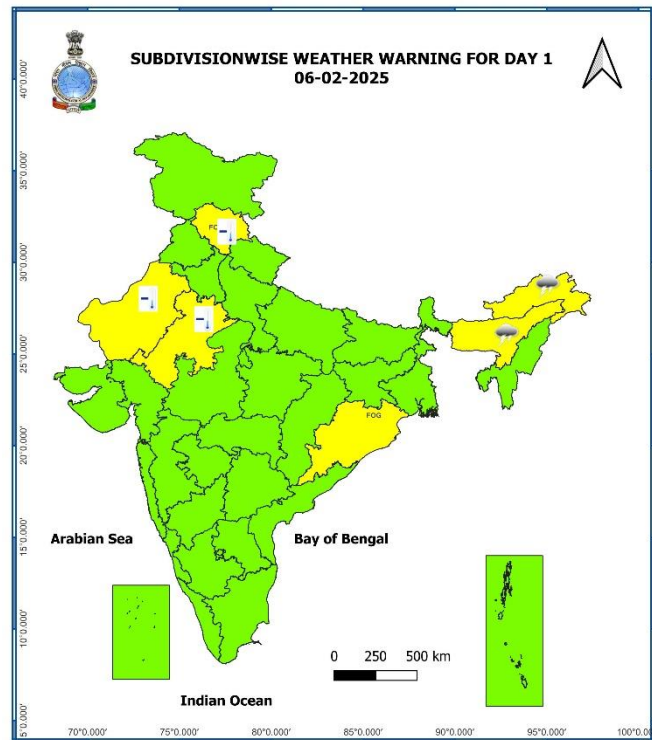 SUBDIVISIONWISE WEATHER WARNING FOR DAY 1
06-02-2025
40°0.000'
35°0.000'
30°0.000'
25°0.000'
20°0.000'
15°0.000'
10°0.000'
5°0.000'
FOG
Arabian Sea
Bay of Bengal
0 250 500 km
Indian Ocean
70°0.000' 75°0.000' 80°0.000' 85°0.000' 90°0.000' 95°0.000' 100°0.0